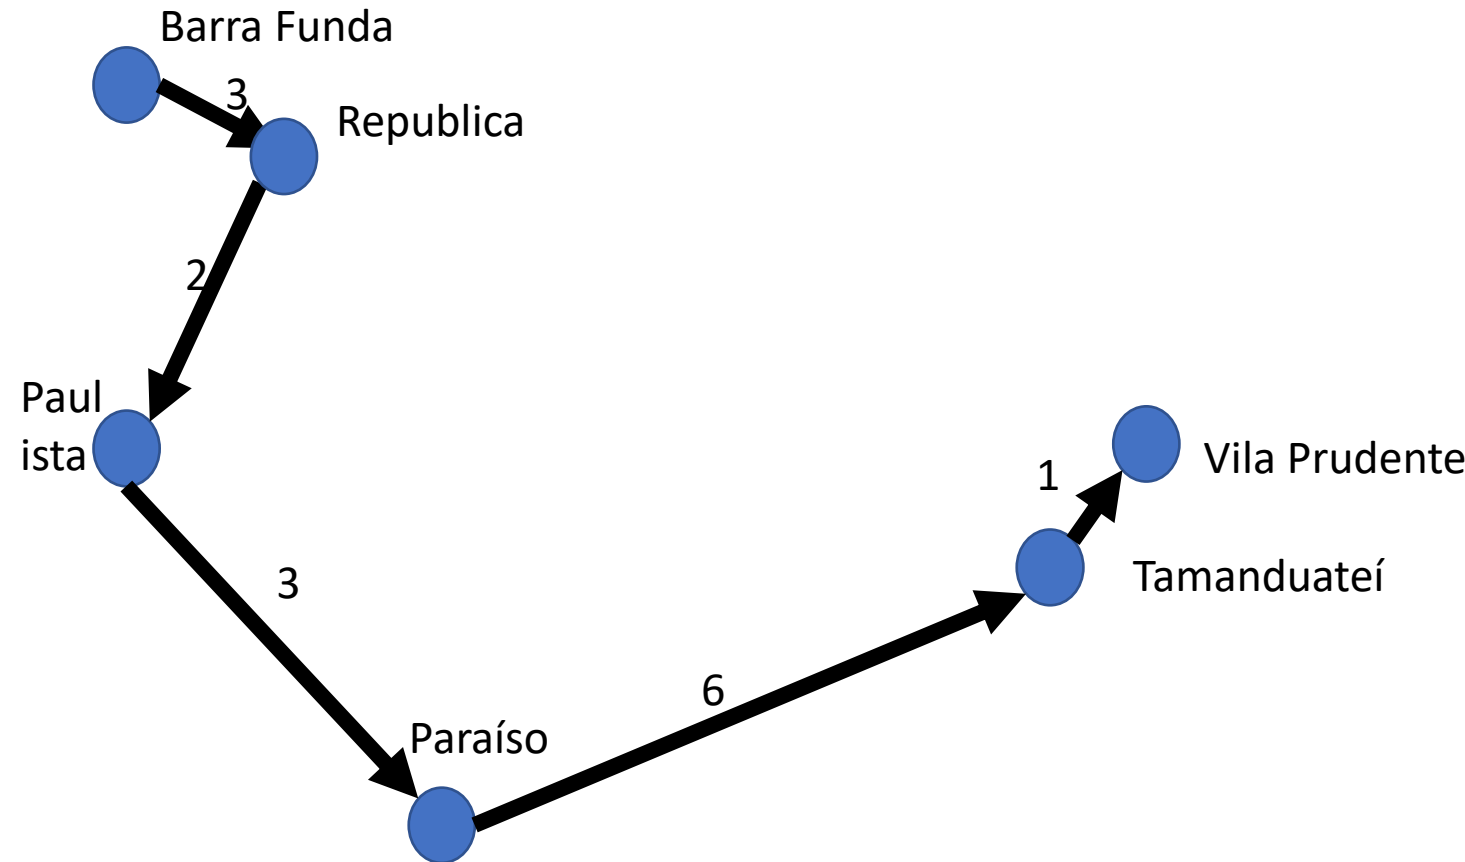 Barra Funda
3
Republica
2
Paul
ista
Vila Prudente
1
Tamanduateí
3
6
Paraíso